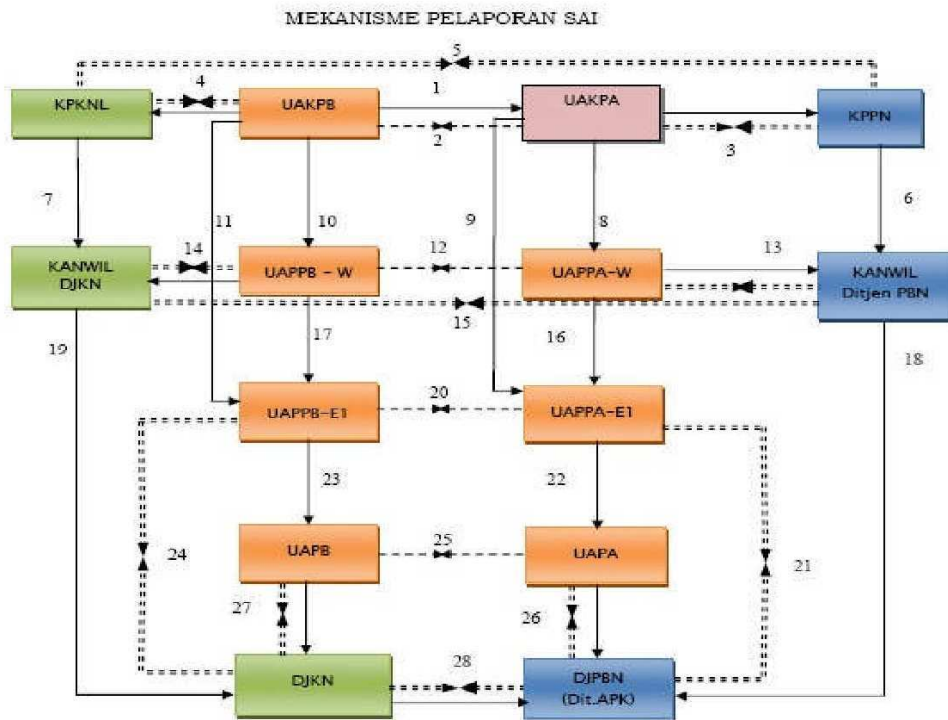 MEKANISME PELAPORAN SAI
5
KPKNL
4
UAKPB
1
2
UAKPA
3
KPPN
7
11
10
9
8
6
KANWIL
DJKN
14
UAPPB - W
12
UAPPA-W
13
KANWIL
Ditjen PBN
15
19
17
16
18
UAPPB-E1
20
UAPPA-E1
23
22
24
UAPB
25
UAPA
21
27
26
DJKN
28
DJPBN
(Dit.APK)